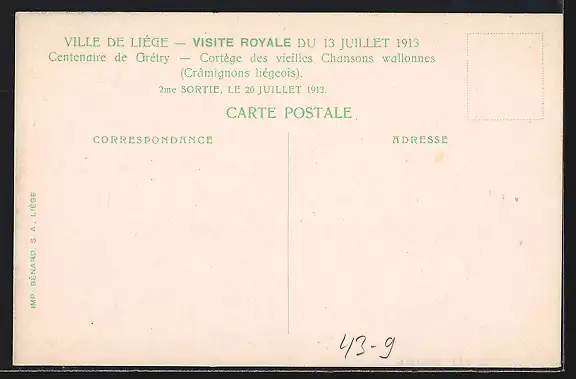 VILLE DE LIÉGE — VISITE ROYALE DU 13 JUILLET 1913
Centenaire de Grétry — Cortège des vieilles Chansons wallonnes
(Crâmignons liégeois).
2me SORTIE, LE 20 JUILLET 1913.
CARTE POSTALE
CORRESPONDANCE
ADRESSE
IMP. BÉNARD, S. A., LIÉGE
43-9